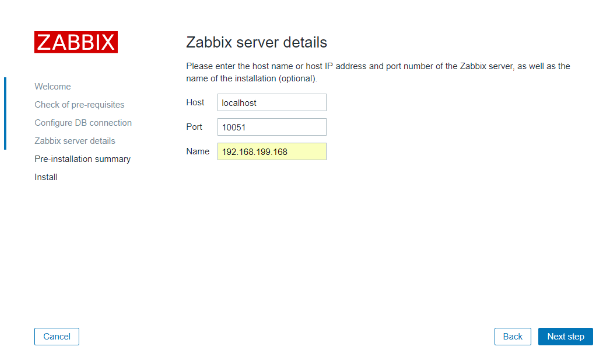 ZABBIX
Zabbix server details
Please enter the host name or host IP address and port number of the Zabbix server, as well as the
name of the installation (optional).
Welcome
Check of pre-requisites
Configure DB connection
Zabbix server details
Pre-installation summary
Install
Host localhost
Port 10051
Name 192.168.199.168
Cancel
Back
Next step